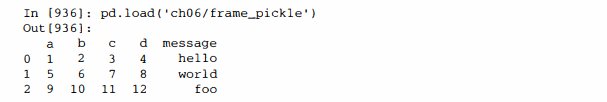 In [936]: pd.load('ch06/frame_pickle')
Out[936]:
   a   b   c   d  message
0  1   2   3   4    hello
1  5   6   7   8    world
2  9  10  11  12      foo